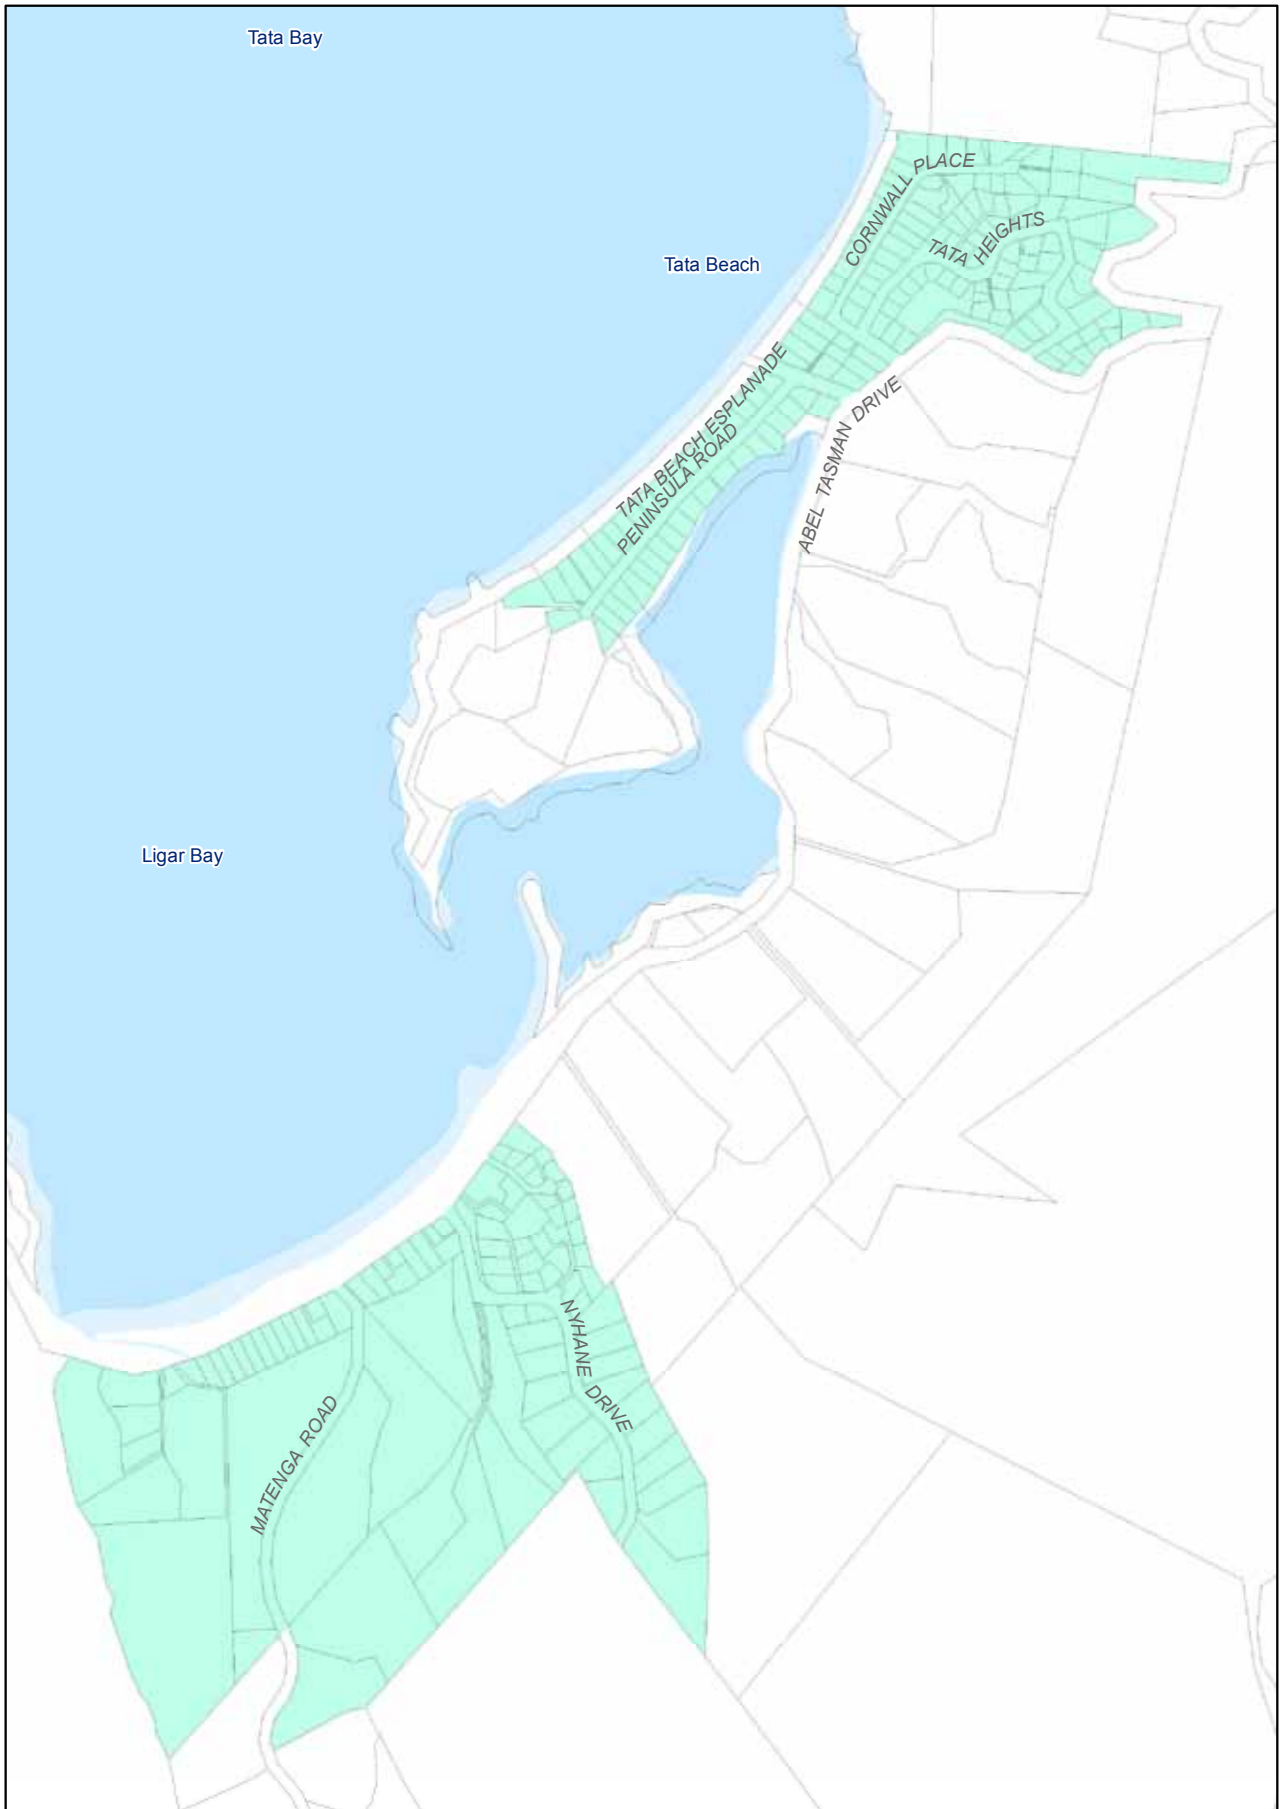 Tata Bay
CORNWALL PLACE
TATA HEIGHTS
Tata Beach
TATA BEACH ESPLANADE
PENINSULA ROAD
ABEL TASMAN DRIVE
Ligar Bay
NYHANE DRIVE
MATENGA ROAD